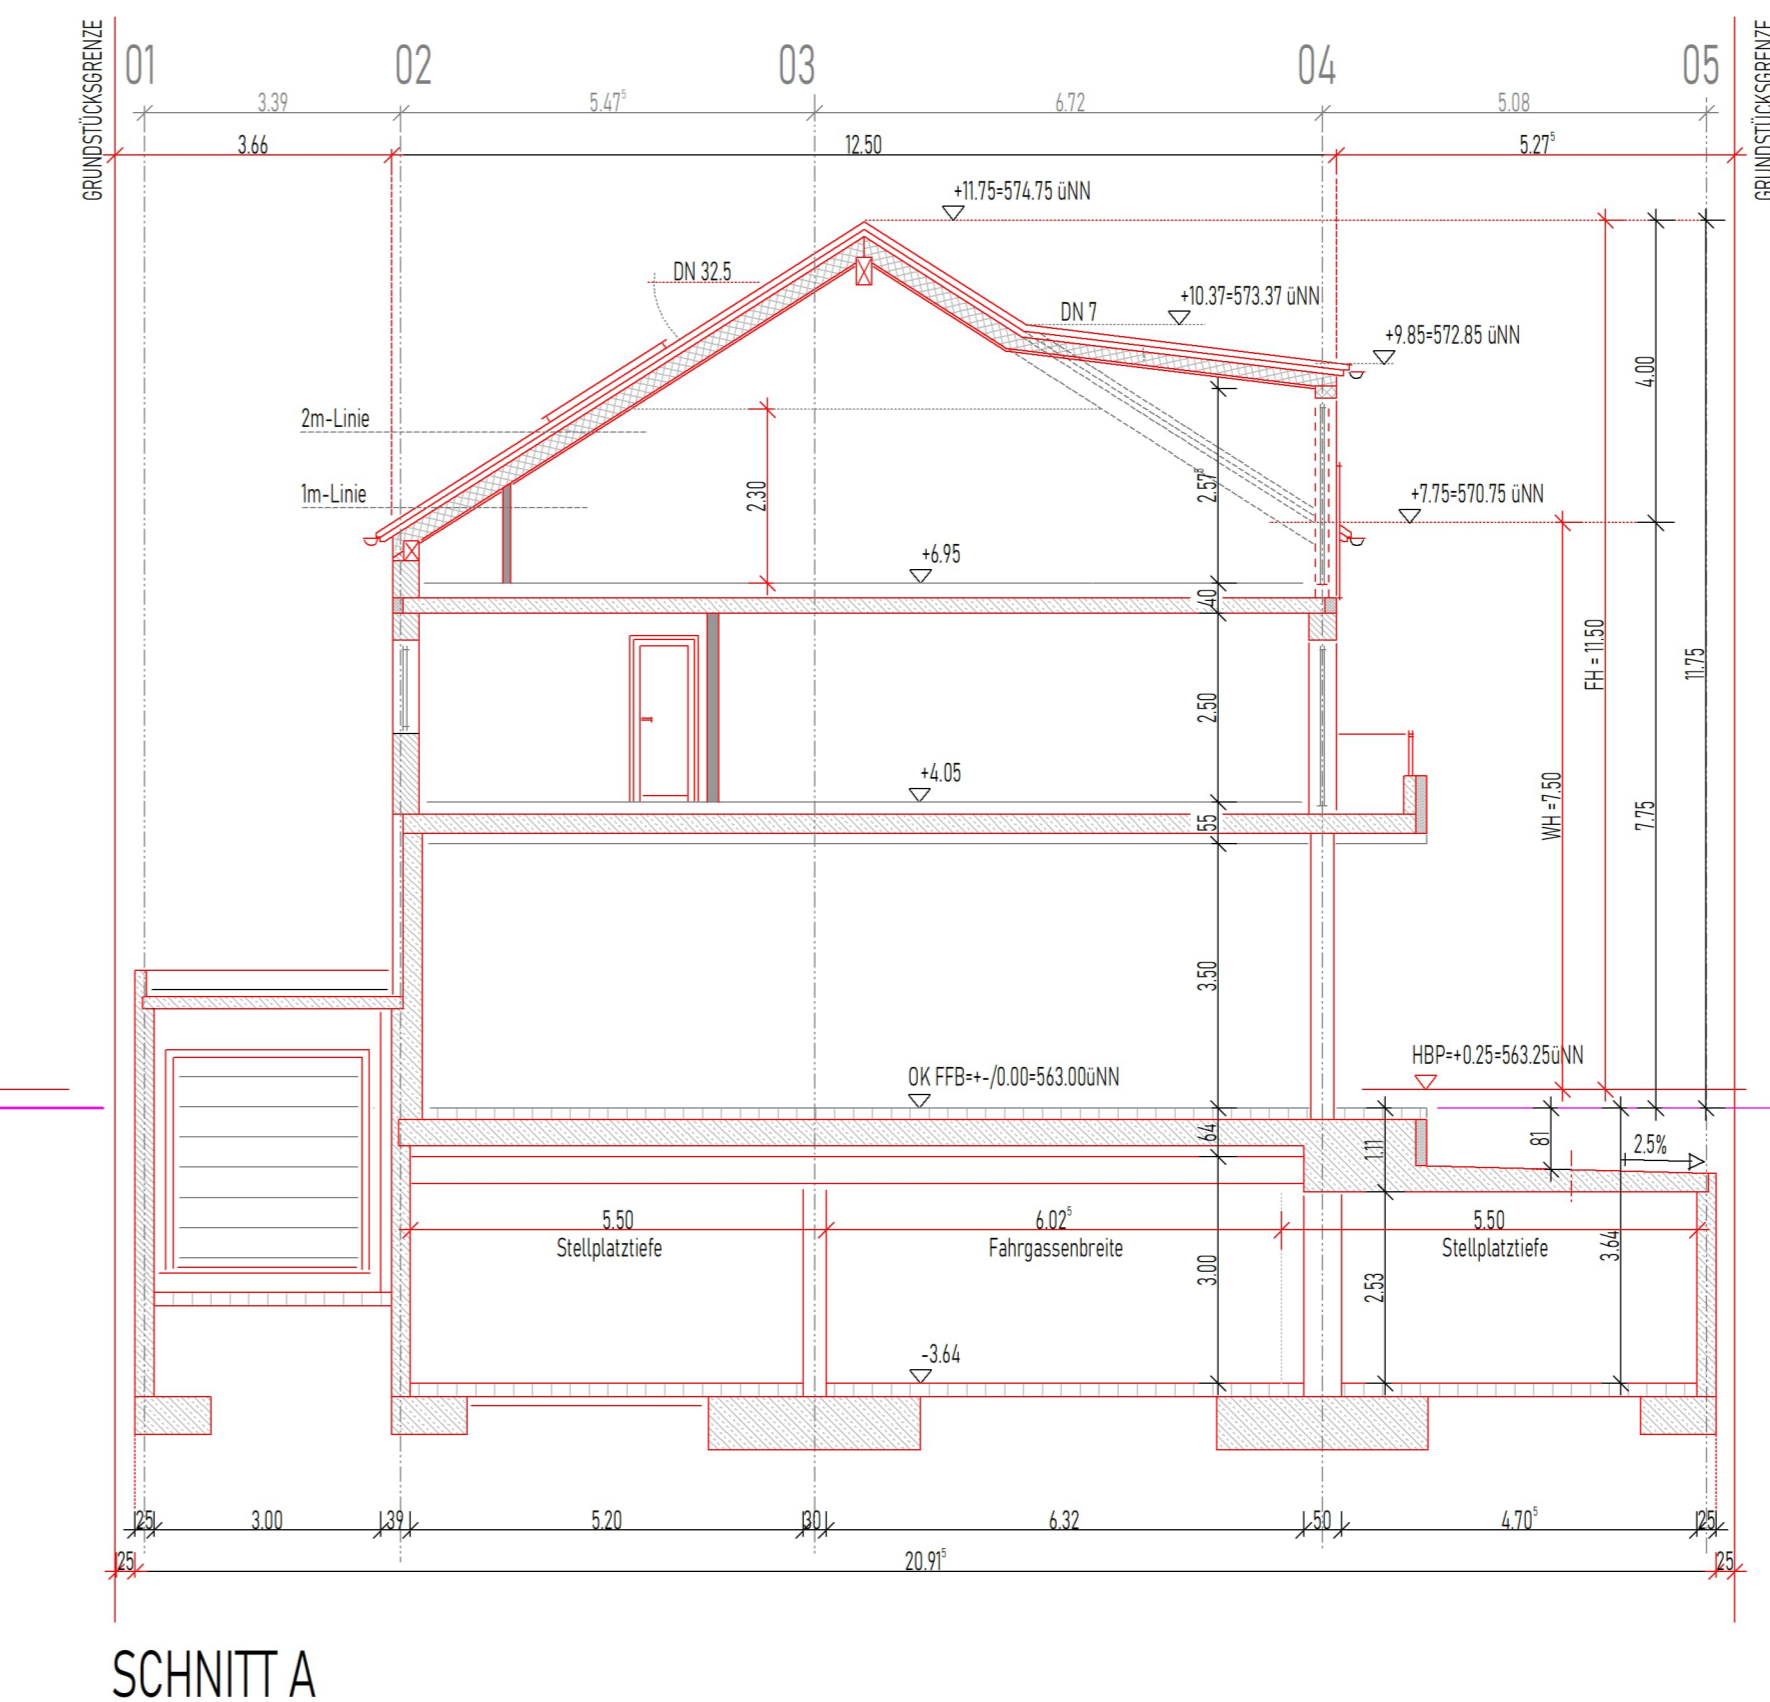 GRUNDSTÜCKSGRENZE
01 02 03 04 05
GRUNDSTÜCKSGRENZE
3.39 5.47⁵ 6.72 5.08
3.66 12.50 5.27⁵
+11.75=574.75 üNN
DN 32.5
+10.37=573.37 üNN
DN 7
+9.85=572.85 üNN
4.00
2m-Linie
1m-Linie
2.30
2.57⁵
+7.75=570.75 üNN
+6.95
40
FH = 11.50
11.75
2.50
+4.05
55
WH =7.50
7.75
3.50
HBP=+0.25=563.25üNN
OK FFB=+-/0.00=563.00üNN
64
1.11
81
2.5%
5.50
Stellplatztiefe
6.02⁵
Fahrgassenbreite
5.50
Stellplatztiefe
3.00
2.53
3.64
-3.64
25 3.00 39 5.20 30 6.32 50 4.70⁵ 25
25 20.91⁵ 25
SCHNITT A